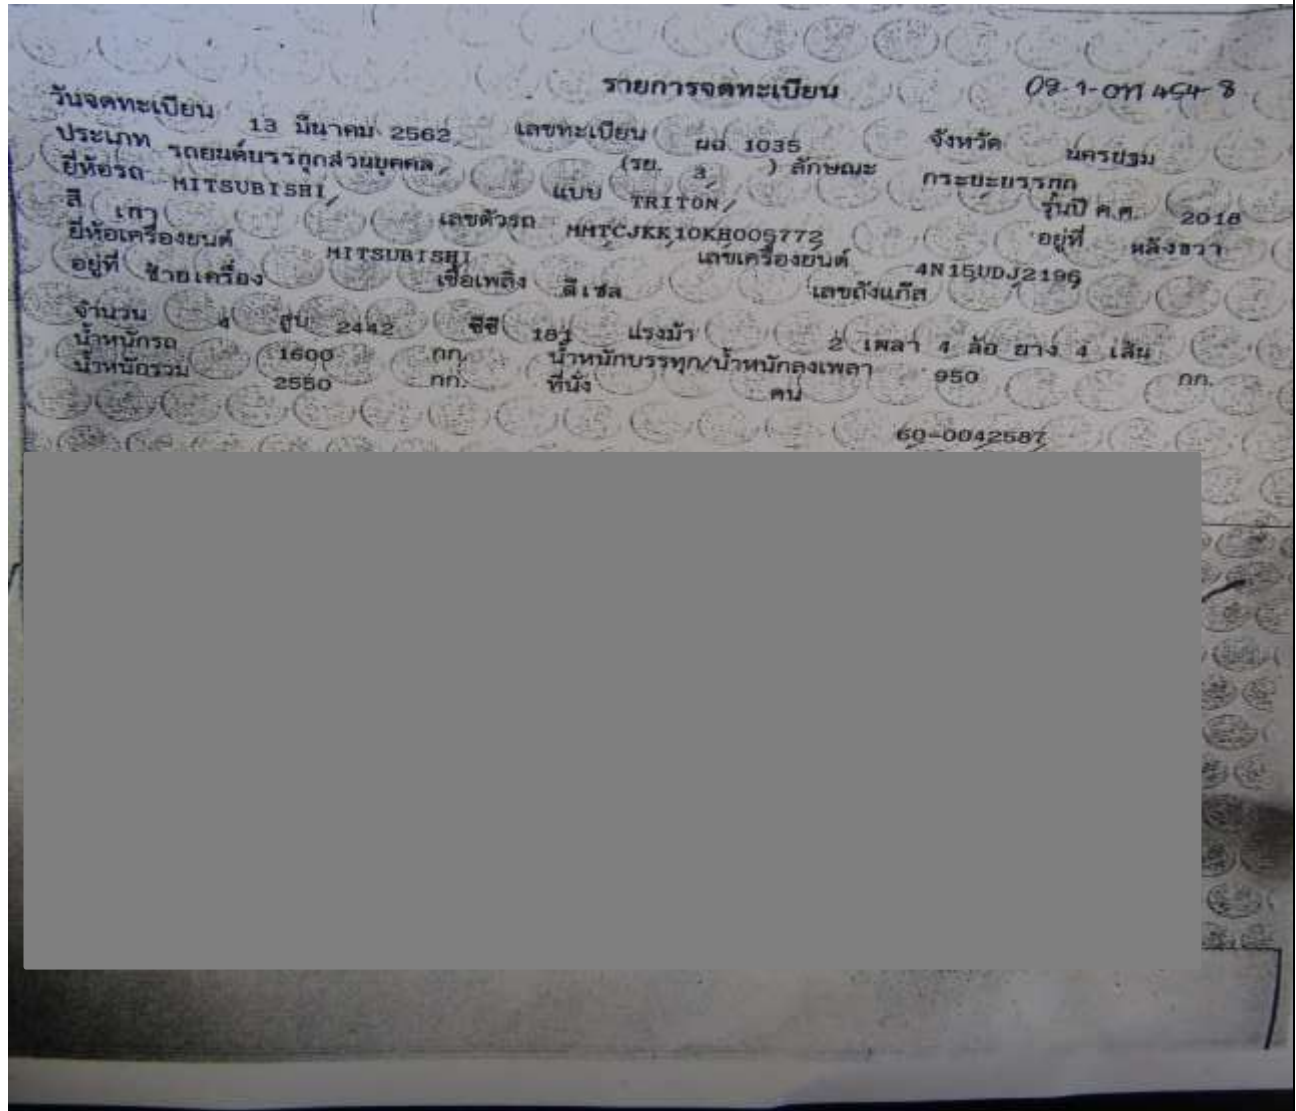 รายการจดทะเบียน
วันจดทะเบียน 13 มีนาคม 2562 เลขทะเบียน ผฉ 1035 จังหวัด นครปฐม
ประเภท รถยนต์บรรทุกส่วนบุคคล (รย. 3 ) ลักษณะ กระบะบรรทุก
ยี่ห้อรถ MITSUBISHI แบบ TRITON รุ่นปี ค.ศ. 2018
สี เทา เลขตัวรถ MMTCJKK10KH005772 อยู่ที่ หลังขวา
ยี่ห้อเครื่องยนต์ MITSUBISHI เลขเครื่องยนต์ 4N15UDJ2196
อยู่ที่ ซ้ายเครื่อง เชื้อเพลิง ดีเซล เลขถังแก๊ส
จำนวน 4 สูบ 2442 ซีซี 181 แรงม้า 2 เพลา 4 ล้อ ยาง 4 เส้น
น้ำหนักรถ 1600 กก. น้ำหนักบรรทุก/น้ำหนักลงเพลา 950 กก.
น้ำหนักรวม 2550 กก. ที่นั่ง คน
60-0042587